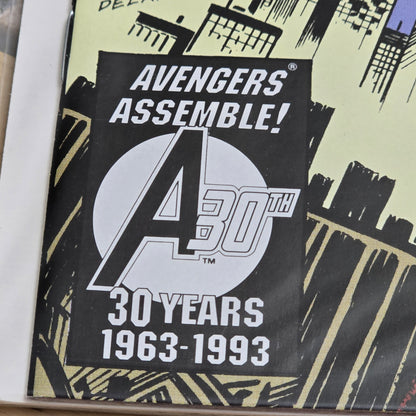 AVENGERS®
ASSEMBLE!
A 30TH
TM
30 YEARS
1963-1993